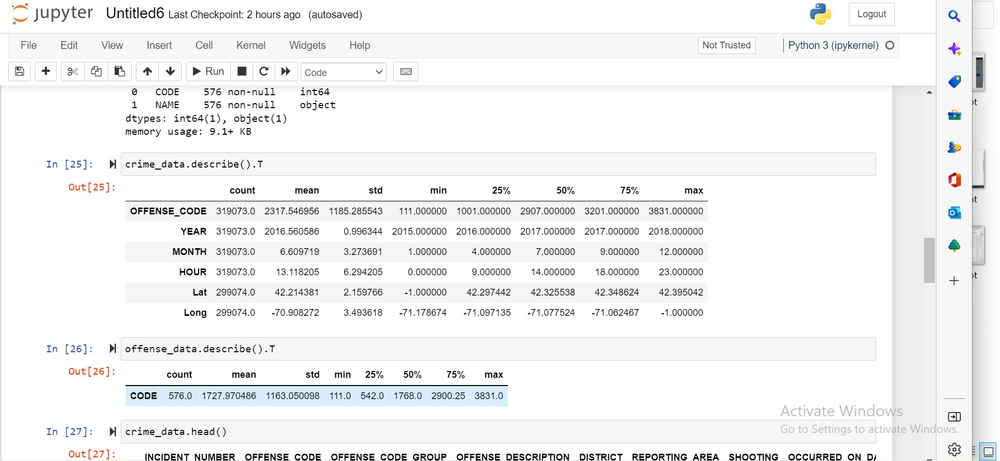 jupyter Untitled6 Last Checkpoint: 2 hours ago (autosaved) Logout
File Edit View Insert Cell Kernel Widgets Help Not Trusted Python 3 (ipykernel)
Run Code
0 CODE 576 non-null int64
1 NAME 576 non-null object
dtypes: int64(1), object(1)
memory usage: 9.1+ KB
In [25]: crime_data.describe().T
Out[25]:
count mean std min 25% 50% 75% max
OFFENSE_CODE 319073.0 2317.546956 1185.285543 111.000000 1001.000000 2907.000000 3201.000000 3831.000000
YEAR 319073.0 2016.560586 0.996344 2015.000000 2016.000000 2017.000000 2017.000000 2018.000000
MONTH 319073.0 6.609719 3.273691 1.000000 4.000000 7.000000 9.000000 12.000000
HOUR 319073.0 13.118205 6.294205 0.000000 9.000000 14.000000 18.000000 23.000000
Lat 299074.0 42.214381 2.159766 -1.000000 42.297442 42.325538 42.348624 42.395042
Long 299074.0 -70.908272 3.493618 -71.178674 -71.097135 -71.077524 -71.062467 -1.000000
In [26]: offense_data.describe().T
Out[26]:
count mean std min 25% 50% 75% max
CODE 576.0 1727.970486 1163.050098 111.0 542.0 1768.0 2900.25 3831.0
In [27]: crime_data.head()
Out[27]:
INCIDENT_NUMBER OFFENSE_CODE OFFENSE_CODE_GROUP OFFENSE_DESCRIPTION DISTRICT REPORTING_AREA SHOOTING OCCURRED_ON_DA
Activate Windows
Go to Settings to activate Windows.
ot
ot
ot